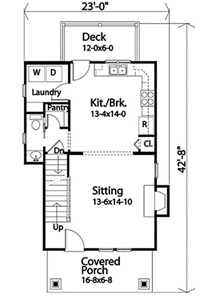 23'-0"
Deck
12-0x6-0
W D
Laundry
Pantry
Kit./Brk.
13-4x14-0
R
Dn
Cl.
42'-8"
Sitting
13-6x14-10
Up
Covered
Porch
16-8x6-8